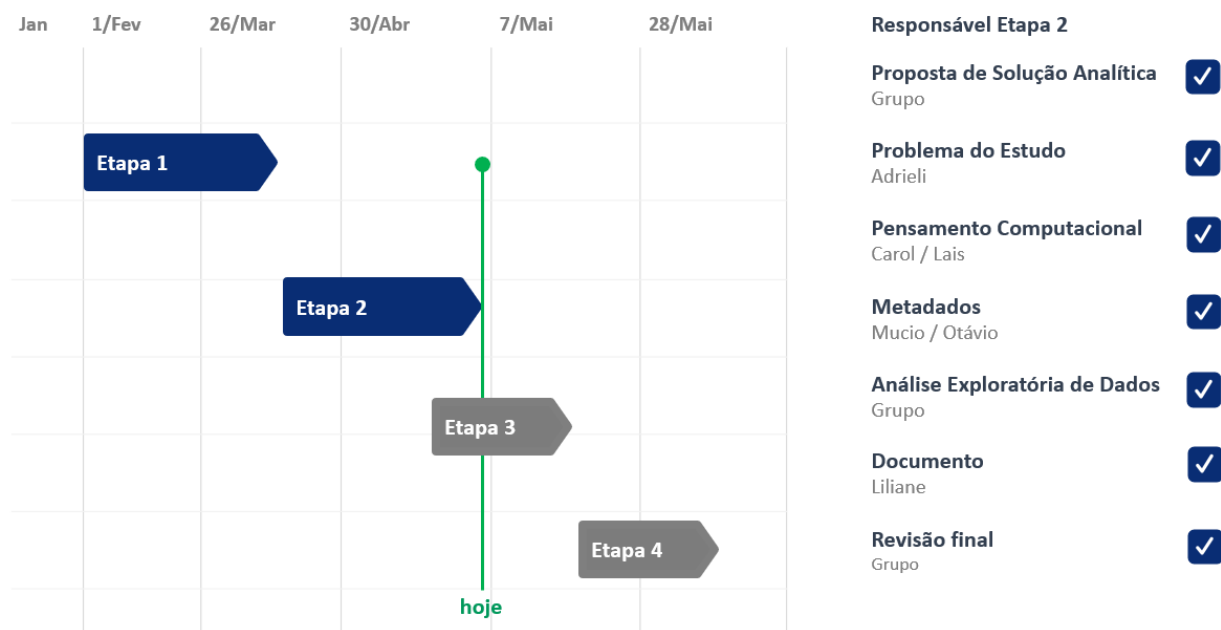 Jan 1/Fev 26/Mar 30/Abr 7/Mai 28/Mai
Etapa 1
Etapa 2
Etapa 3
Etapa 4
hoje
Responsável Etapa 2
Proposta de Solução Analítica
Grupo
Problema do Estudo
Adrieli
Pensamento Computacional
Carol / Lais
Metadados
Mucio / Otávio
Análise Exploratória de Dados
Grupo
Documento
Liliane
Revisão final
Grupo